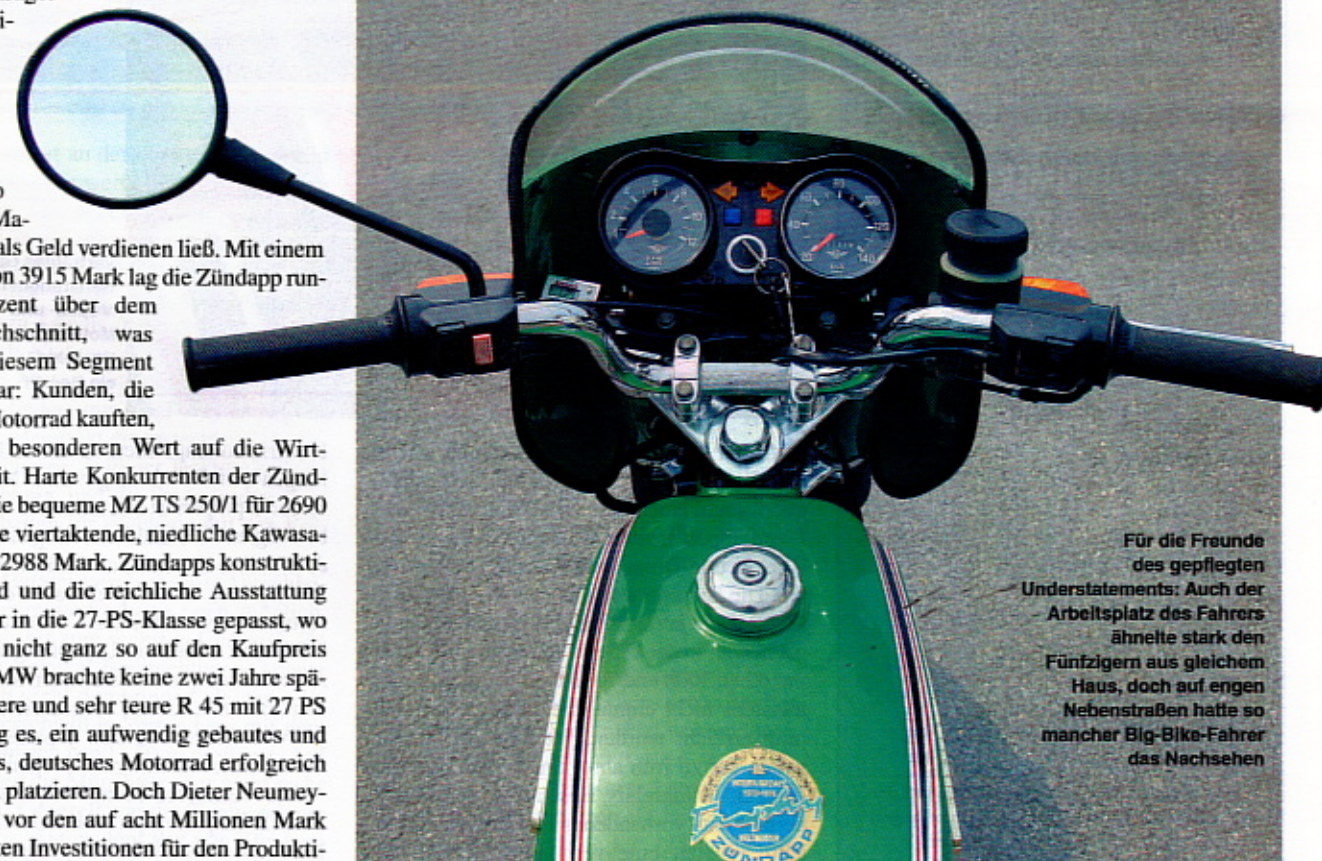 i-
Ma-
als Geld verdienen ließ. Mit einem
on 3915 Mark lag die Zündapp run-
zent über dem
hschnitt, was
iesem Segment
ar: Kunden, die
Motorrad kauften,
besonderen Wert auf die Wirt-
it. Harte Konkurrenten der Zünd-
ie bequeme MZ TS 250/1 für 2690
e viertaktende, niedliche Kawasa-
2988 Mark. Zündapps konstrukti-
d und die reichliche Ausstattung
r in die 27-PS-Klasse gepasst, wo
nicht ganz so auf den Kaufpreis
MW brachte keine zwei Jahre spä-
ere und sehr teure R 45 mit 27 PS
g es, ein aufwendig gebautes und
s, deutsches Motorrad erfolgreich
platzieren. Doch Dieter Neumey-
vor den auf acht Millionen Mark
ten Investitionen für den Produkti-
Für die Freunde
des gepflegten
Understatements: Auch der
Arbeitsplatz des Fahrers
ähnelte stark den
Fünfzigern aus gleichem
Haus, doch auf engen
Nebenstraßen hatte so
mancher Big-Bike-Fahrer
das Nachsehen
ZÜNDAPP